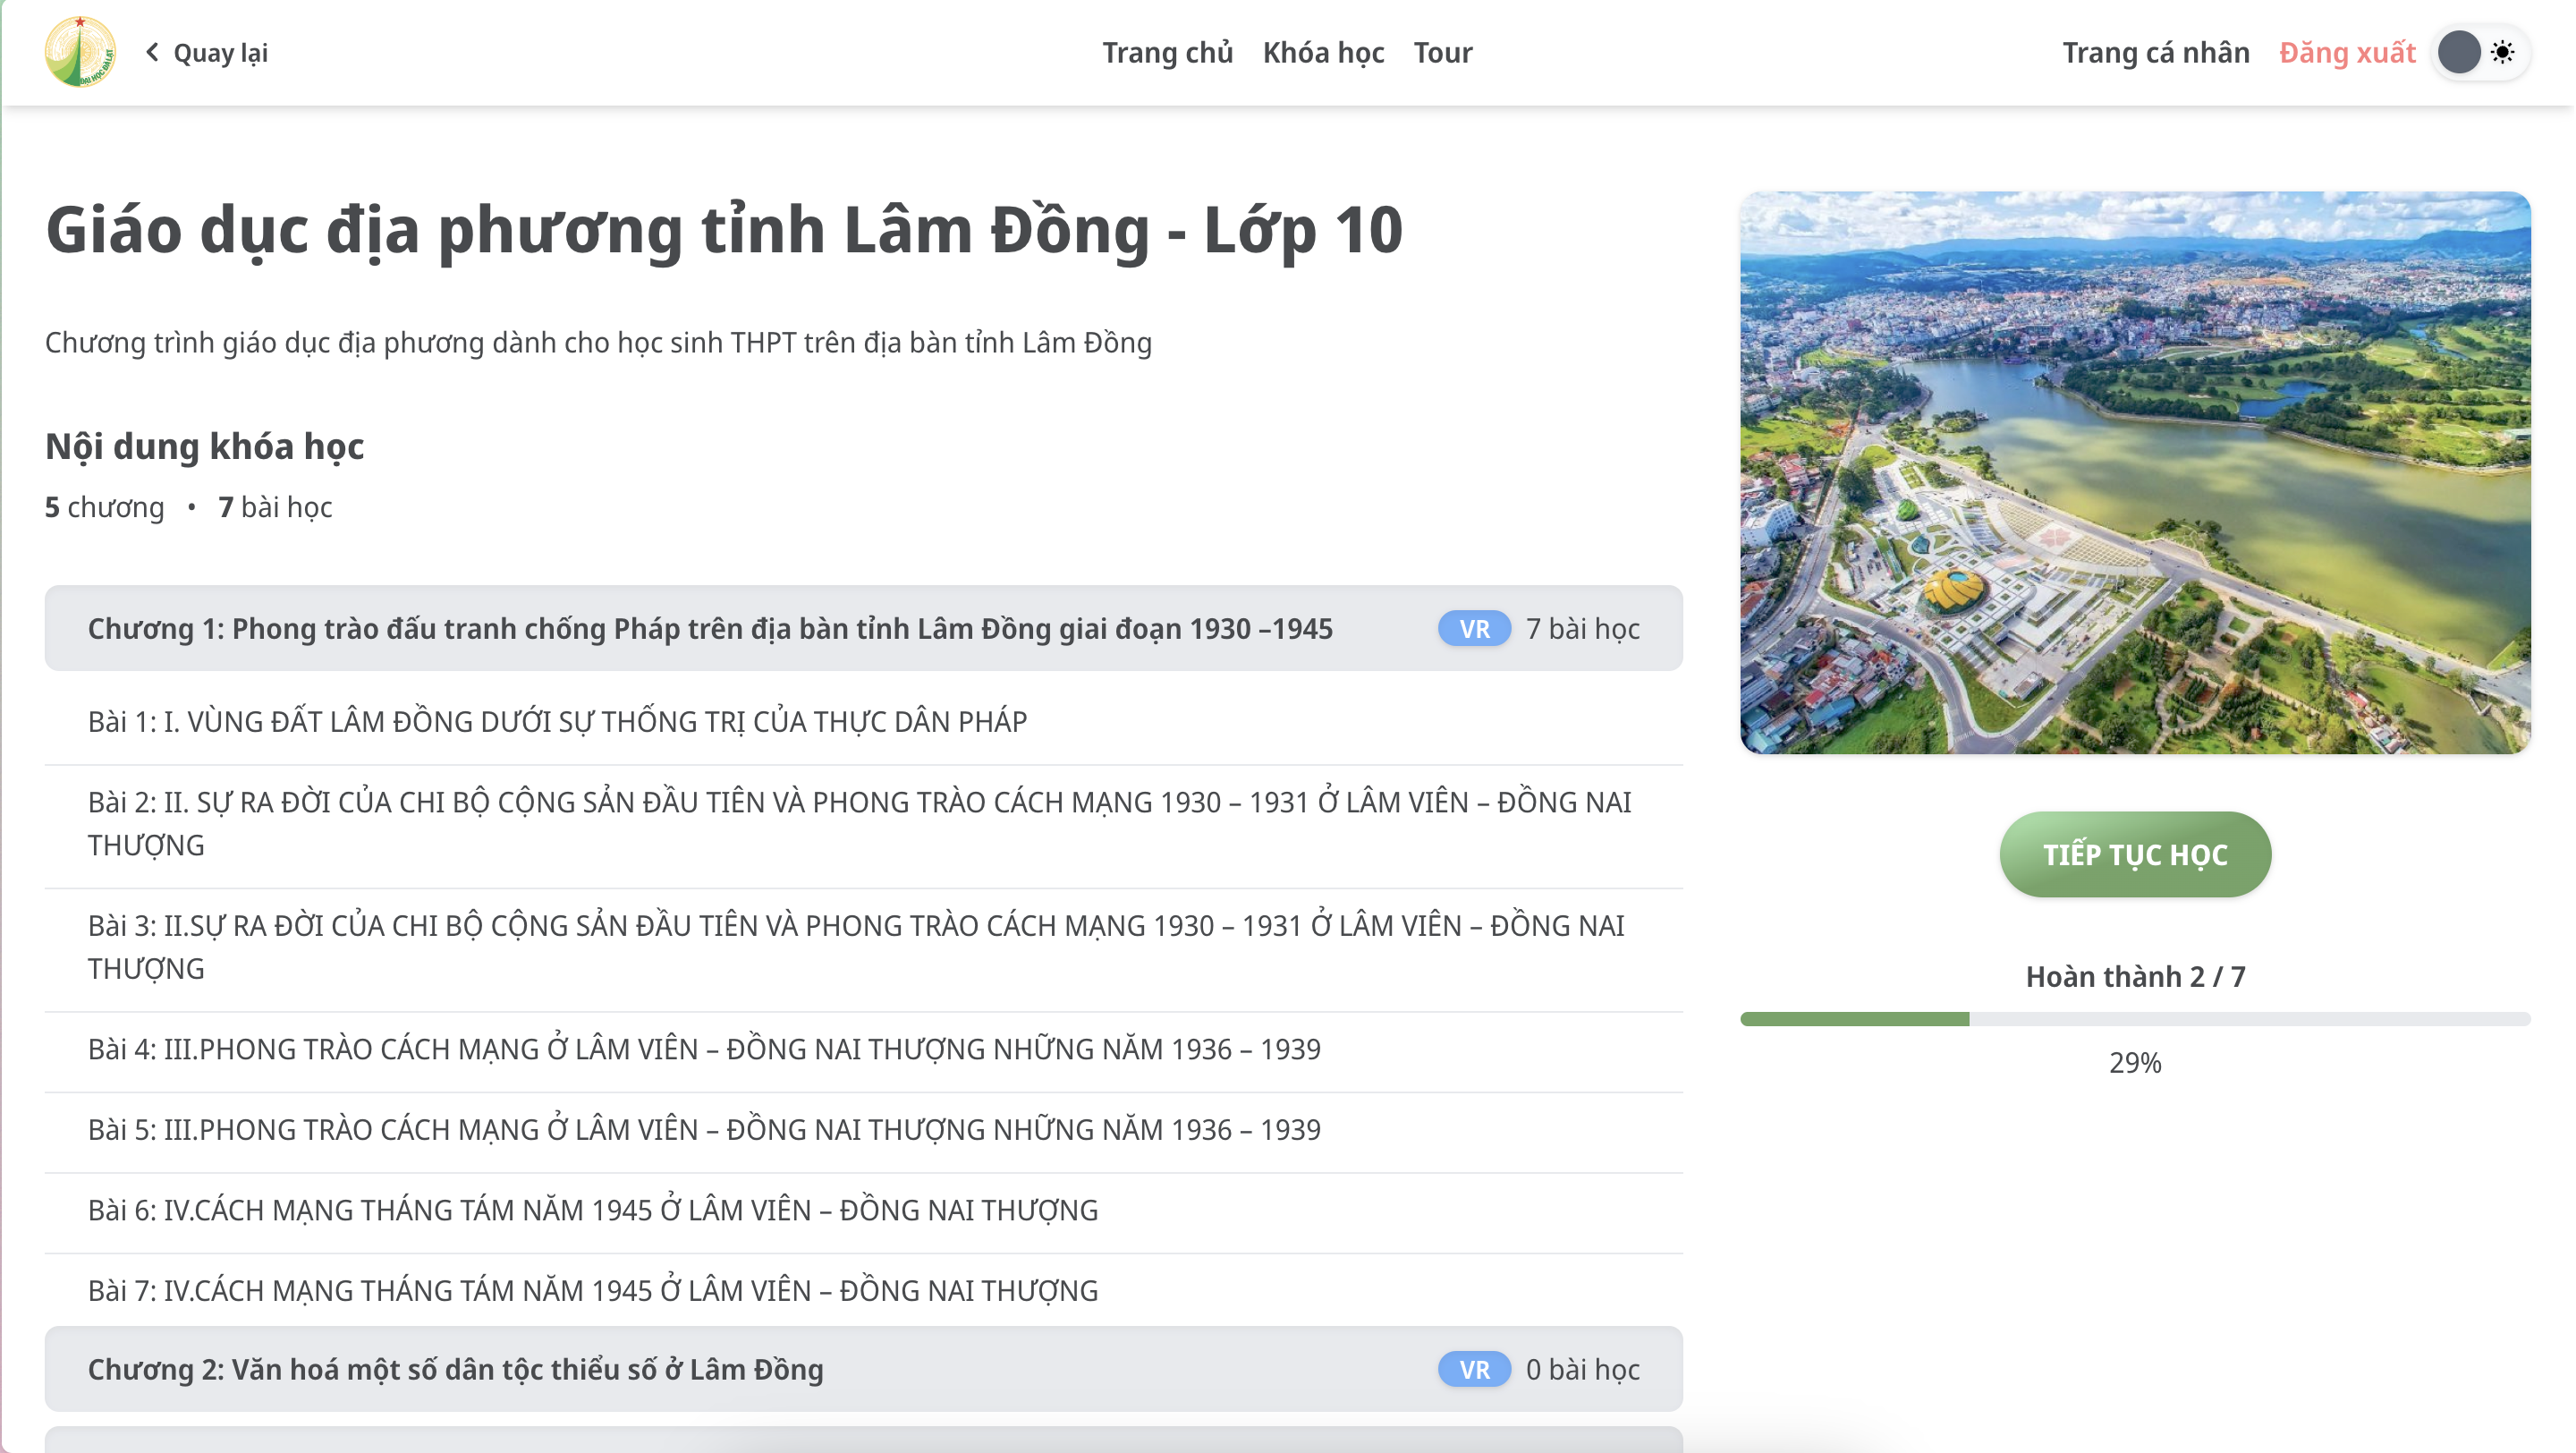 ĐẠI HỌC ĐÀ LẠT
Quay lại
Trang chủ
Khóa học
Tour
Trang cá nhân
Đăng xuất
Giáo dục địa phương tỉnh Lâm Đồng - Lớp 10
Chương trình giáo dục địa phương dành cho học sinh THPT trên địa bàn tỉnh Lâm Đồng
Nội dung khóa học
5 chương • 7 bài học
Chương 1: Phong trào đấu tranh chống Pháp trên địa bàn tỉnh Lâm Đồng giai đoạn 1930 –1945
VR
7 bài học
Bài 1: I. VÙNG ĐẤT LÂM ĐỒNG DƯỚI SỰ THỐNG TRỊ CỦA THỰC DÂN PHÁP
Bài 2: II. SỰ RA ĐỜI CỦA CHI BỘ CỘNG SẢN ĐẦU TIÊN VÀ PHONG TRÀO CÁCH MẠNG 1930 – 1931 Ở LÂM VIÊN – ĐỒNG NAI
THƯỢNG
Bài 3: II.SỰ RA ĐỜI CỦA CHI BỘ CỘNG SẢN ĐẦU TIÊN VÀ PHONG TRÀO CÁCH MẠNG 1930 – 1931 Ở LÂM VIÊN – ĐỒNG NAI
THƯỢNG
Bài 4: III.PHONG TRÀO CÁCH MẠNG Ở LÂM VIÊN – ĐỒNG NAI THƯỢNG NHỮNG NĂM 1936 – 1939
Bài 5: III.PHONG TRÀO CÁCH MẠNG Ở LÂM VIÊN – ĐỒNG NAI THƯỢNG NHỮNG NĂM 1936 – 1939
Bài 6: IV.CÁCH MẠNG THÁNG TÁM NĂM 1945 Ở LÂM VIÊN – ĐỒNG NAI THƯỢNG
Bài 7: IV.CÁCH MẠNG THÁNG TÁM NĂM 1945 Ở LÂM VIÊN – ĐỒNG NAI THƯỢNG
Chương 2: Văn hoá một số dân tộc thiểu số ở Lâm Đồng
VR
0 bài học
TIẾP TỤC HỌC
Hoàn thành 2 / 7
29%